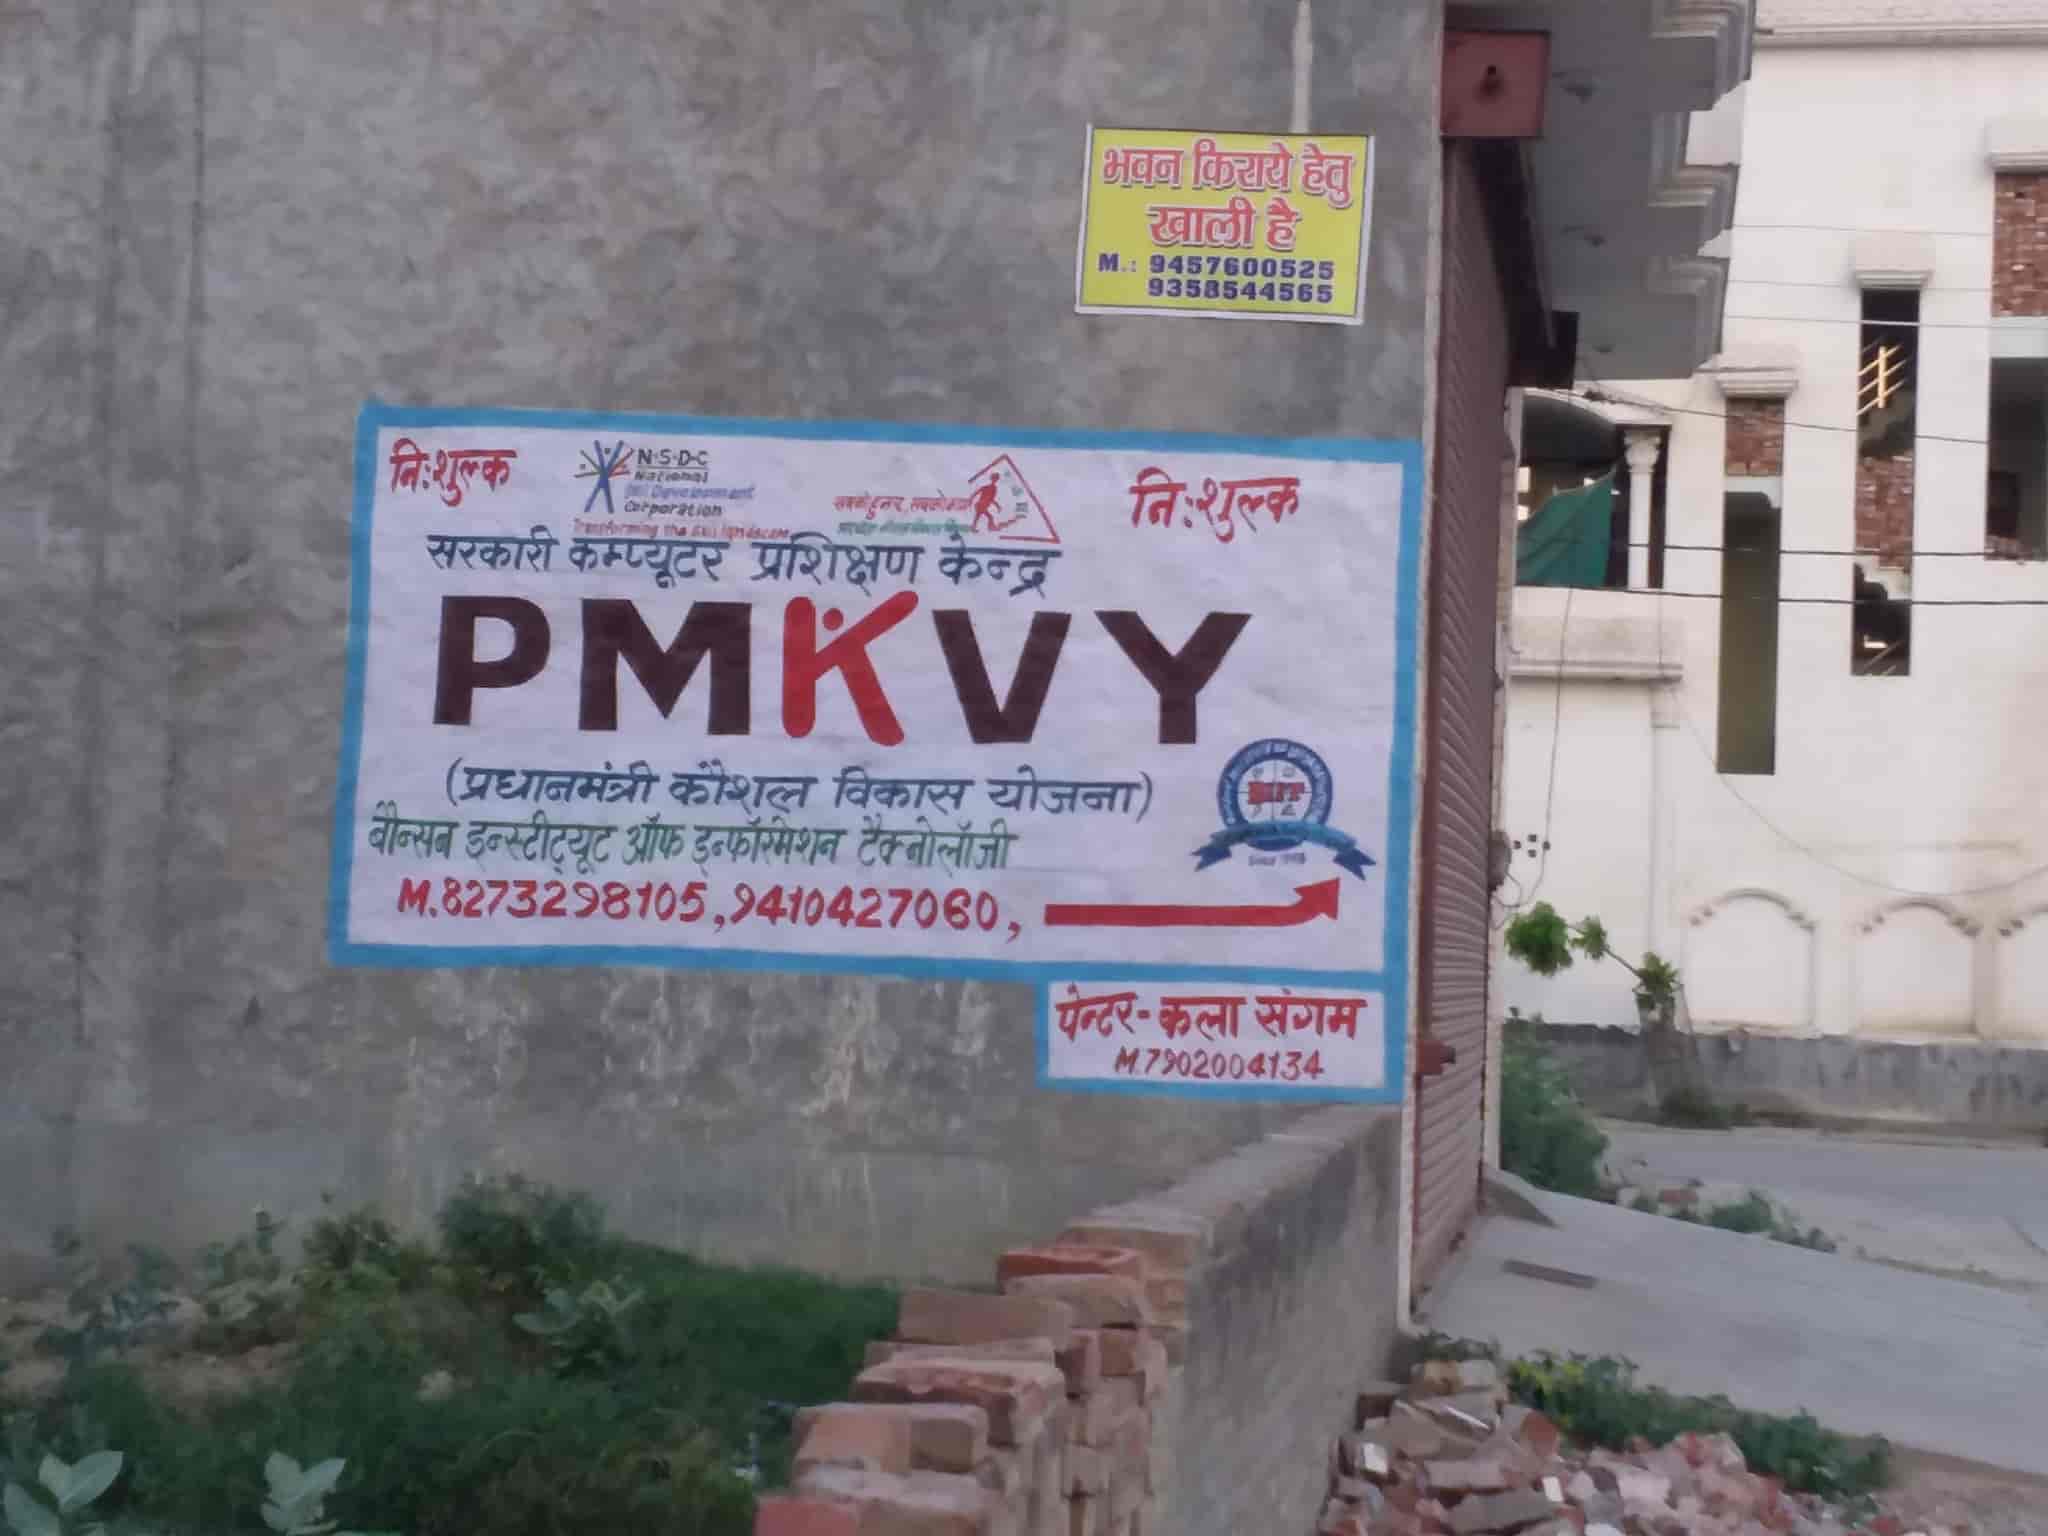 भवन किराये हेतु
खाली है
M.: 9457600525
9358544565
नि:शुल्क
N·S·D·C
National
Skill Development
Corporation
Transforming the skill landscape
नि:शुल्क
सरकारी कम्प्यूटर प्रशिक्षण केन्द्र
PMKVY
(प्रधानमंत्री कौशल विकास योजना)
बौन्सन इन्स्टीट्यूट ऑफ इन्फॉरमेशन टैक्नोलॉजी
BIIT
M.8273298105,9410427060,
पेन्टर-कला संगम
M.7902004134